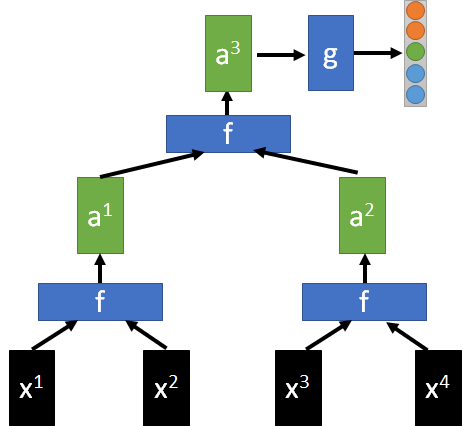 a³ g
f
a¹ a²
f f
x¹ x² x³ x⁴